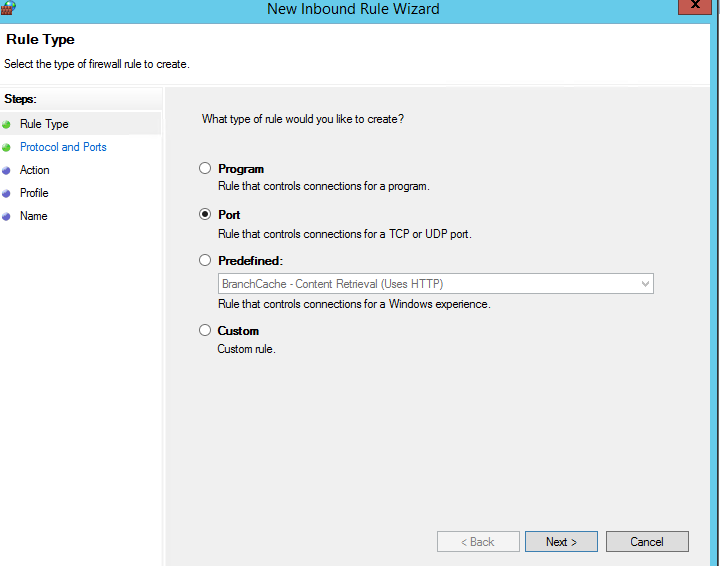 New Inbound Rule Wizard
x
Rule Type
Select the type of firewall rule to create.
Steps:
Rule Type
Protocol and Ports
Action
Profile
Name
What type of rule would you like to create?
Program
Rule that controls connections for a program.
Port
Rule that controls connections for a TCP or UDP port.
Predefined:
BranchCache - Content Retrieval (Uses HTTP)
Rule that controls connections for a Windows experience.
Custom
Custom rule.
< Back
Next >
Cancel